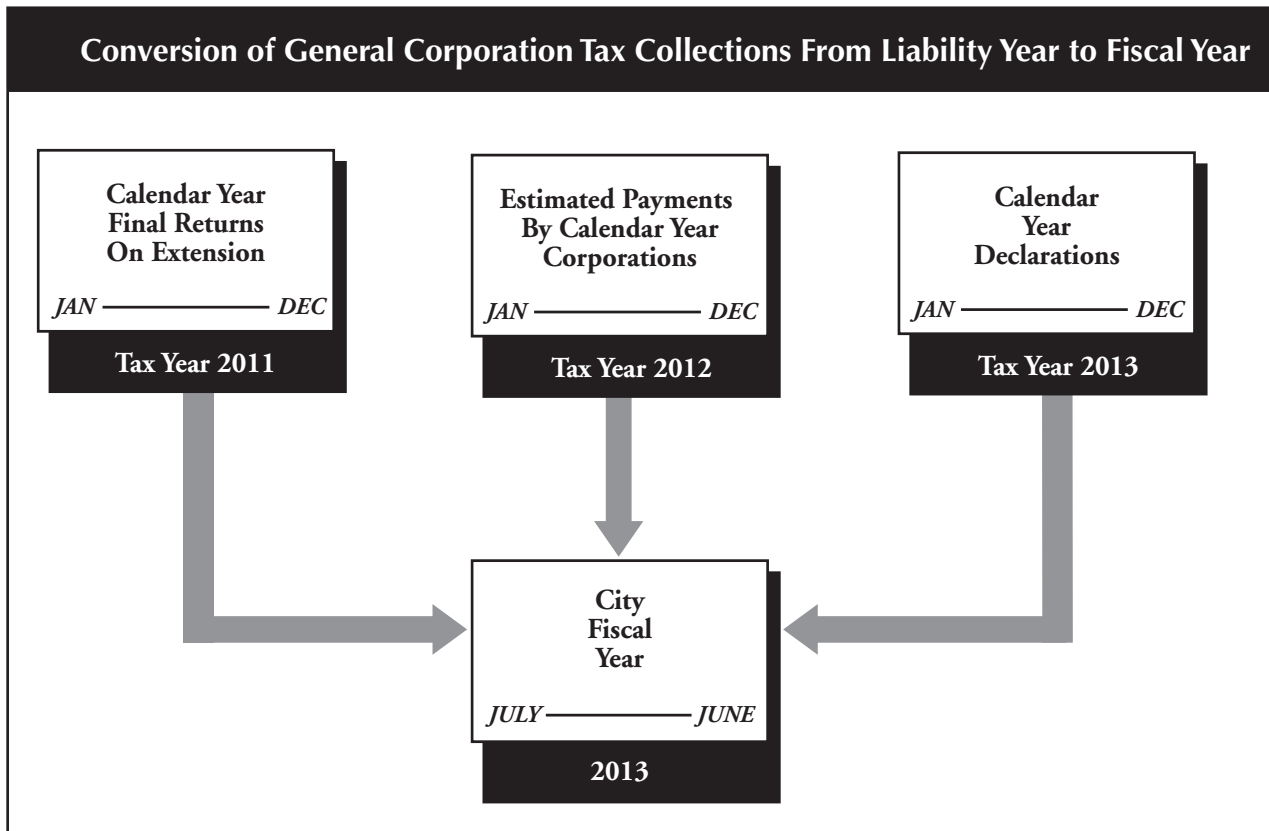 Conversion of General Corporation Tax Collections From Liability Year to Fiscal Year
Calendar Year
Final Returns
On Extension
JAN DEC
Tax Year 2011
Estimated Payments
By Calendar Year
Corporations
JAN DEC
Tax Year 2012
Calendar
Year
Declarations
JAN DEC
Tax Year 2013
City
Fiscal
Year
JULY JUNE
2013